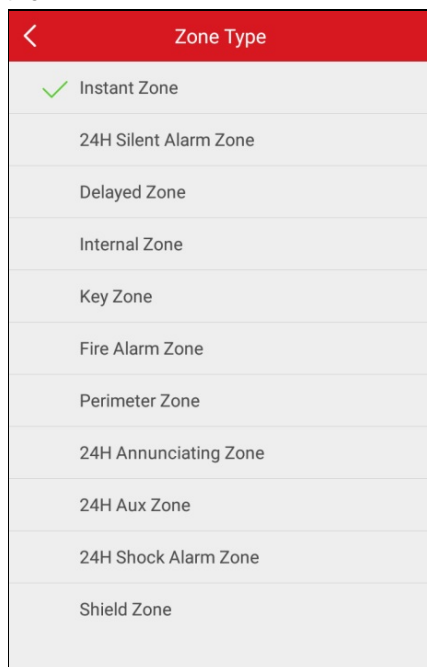 Zone Type
Instant Zone
24H Silent Alarm Zone
Delayed Zone
Internal Zone
Key Zone
Fire Alarm Zone
Perimeter Zone
24H Annunciating Zone
24H Aux Zone
24H Shock Alarm Zone
Shield Zone